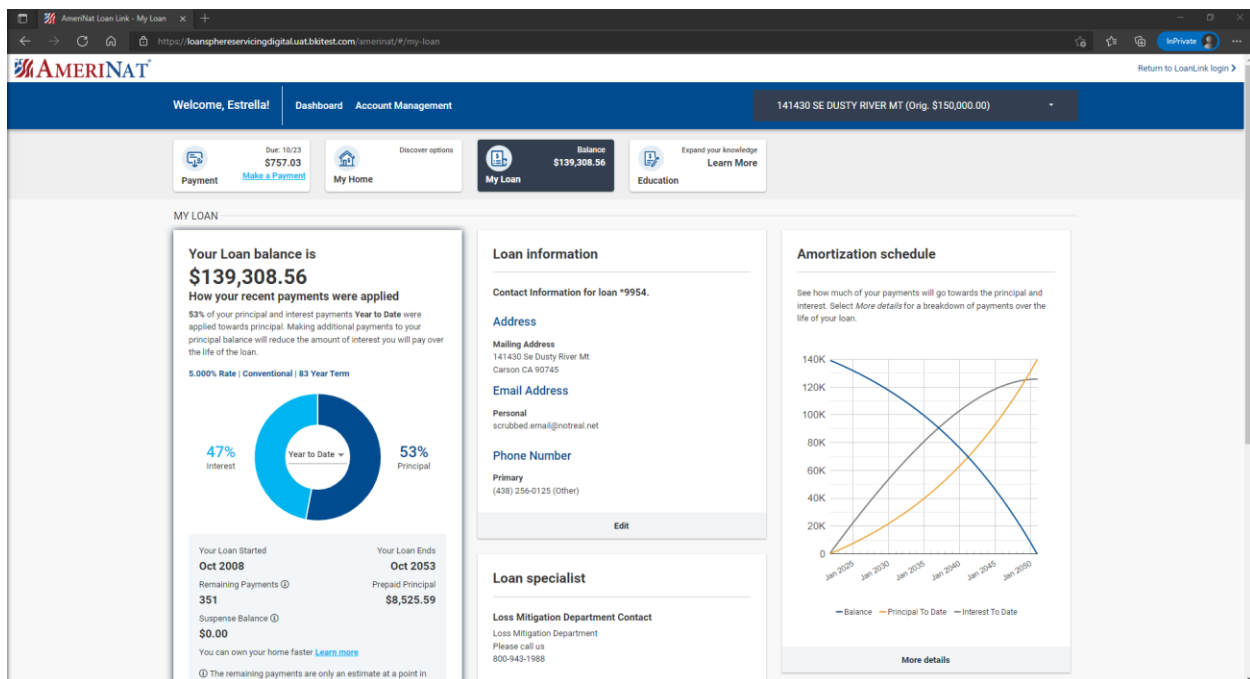 AmeriNat Loan Link - My Loan
https://loansphereservicingdigital.uat.bkitest.com/amerinat/#/my-loan
InPrivate
AMERINAT®
Return to LoanLink login
Welcome, Estrella!
Dashboard
Account Management
141430 SE DUSTY RIVER MT (Orig. $150,000.00)
Due: 10/23
$757.03
Payment
Make a Payment
Discover options
My Home
Balance
$139,308.56
My Loan
Expand your knowledge
Learn More
Education
MY LOAN
Your Loan balance is
$139,308.56
How your recent payments were applied
53% of your principal and interest payments Year to Date were
applied towards principal. Making additional payments to your
principal balance will reduce the amount of interest you will pay over
the life of the loan.
5.000% Rate | Conventional | 83 Year Term
47%
Interest
Year to Date
53%
Principal
Your Loan Started
Your Loan Ends
Oct 2008
Oct 2053
Remaining Payments
Prepaid Principal
351
$8,525.59
Suspense Balance
$0.00
You can own your home faster Learn more
The remaining payments are only an estimate at a point in
Loan information
Contact Information for loan *9954.
Address
Mailing Address
141430 Se Dusty River Mt
Carson CA 90745
Email Address
Personal
scrubbed.email@notreal.net
Phone Number
Primary
(438) 256-0125 (Other)
Edit
Loan specialist
Loss Mitigation Department Contact
Loss Mitigation Department
Please call us
800-943-1988
Amortization schedule
See how much of your payments will go towards the principal and
interest. Select More details for a breakdown of payments over the
life of your loan.
140K
120K
100K
80K
60K
40K
20K
0
Jan 2025
Jan 2030
Jan 2035
Jan 2040
Jan 2045
Jan 2050
Balance
Principal To Date
Interest To Date
More details